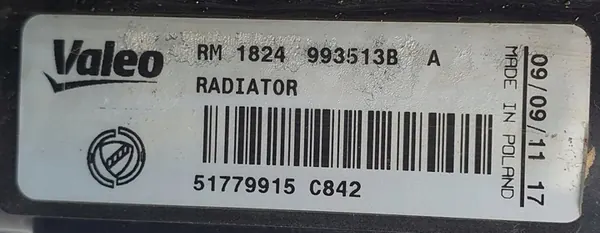 Valeo
RM 1824 993513B A
RADIATOR
51779915 C842
MADE IN POLAND
09/09/11 17